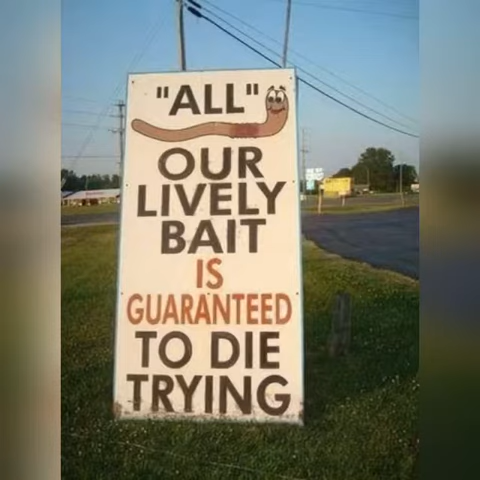 "ALL"
OUR
LIVELY
BAIT
IS
GUARANTEED
TO DIE
TRYING